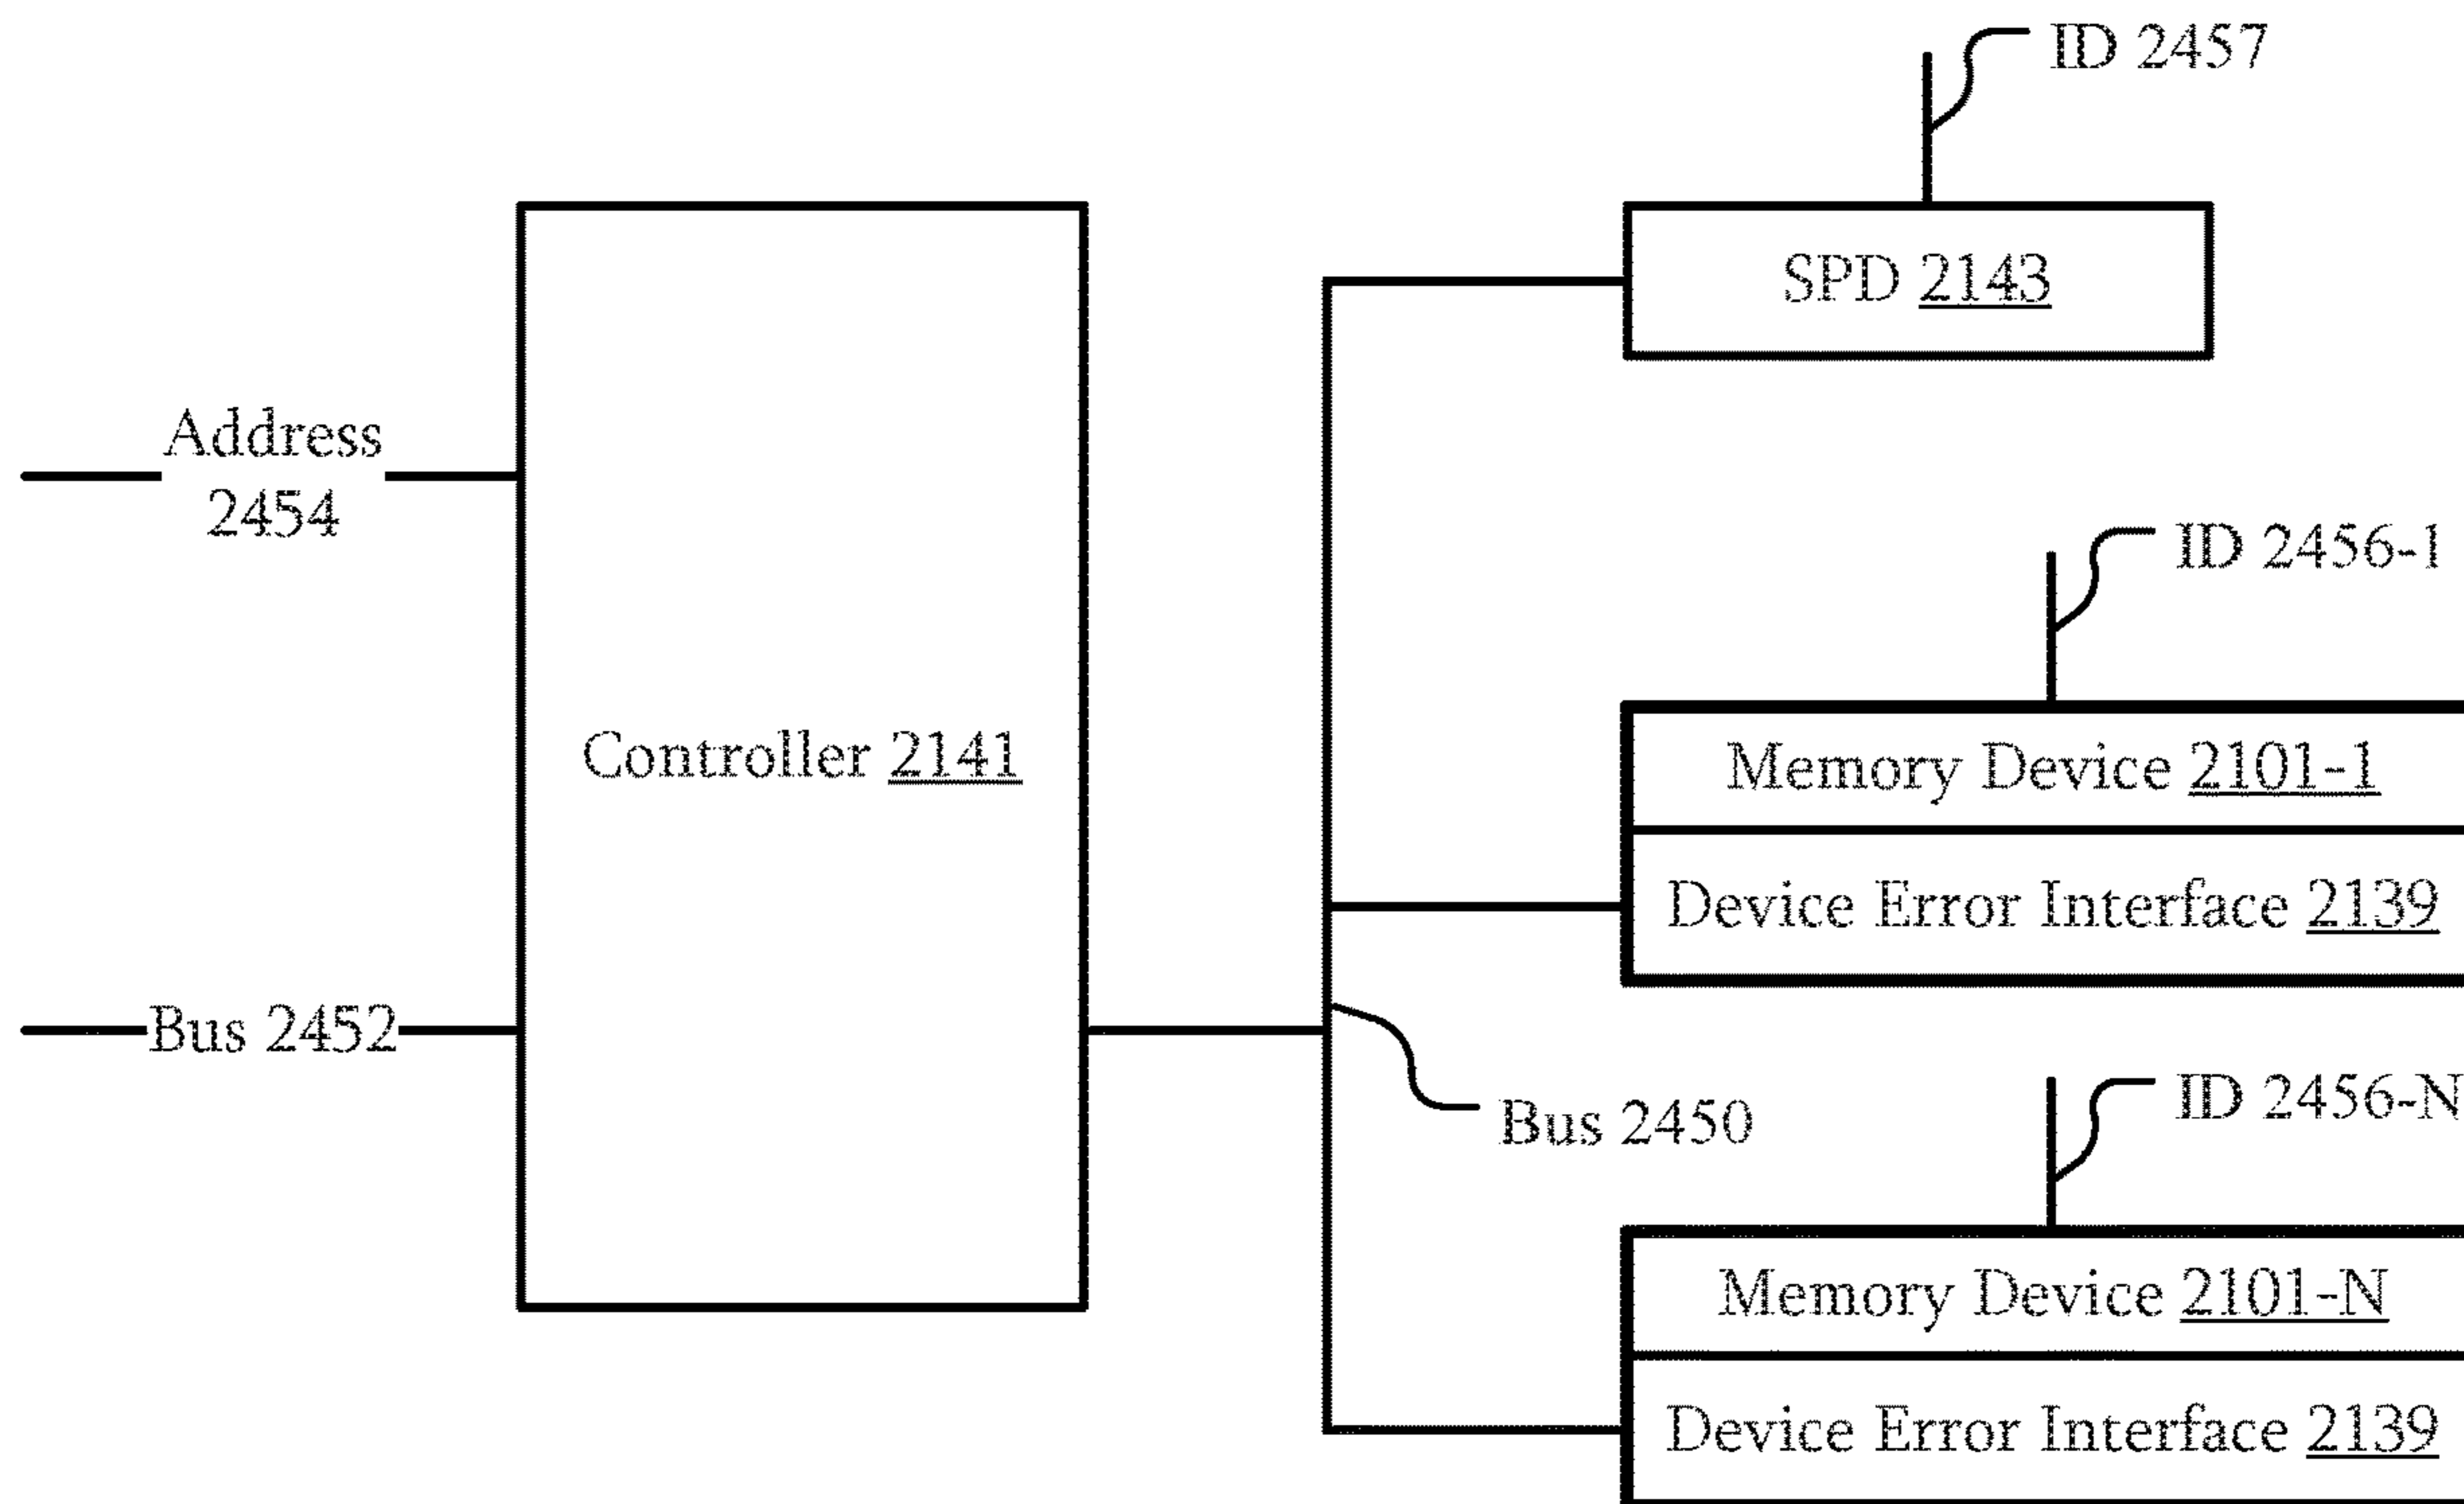 ID 2457
SPD 2143
Address
2454
ID 2456-1
Controller 2141
Memory Device 2101-1
Device Error Interface 2139
Bus 2452
Bus 2450
ID 2456-N
Memory Device 2101-N
Device Error Interface 2139